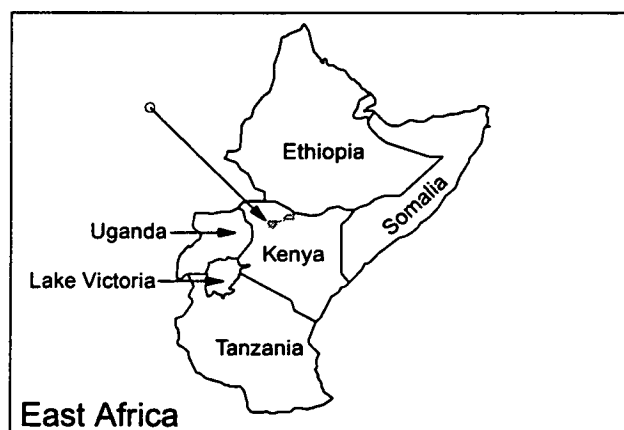 Ethiopia
Somalia
Uganda
Kenya
Lake Victoria
Tanzania
East Africa